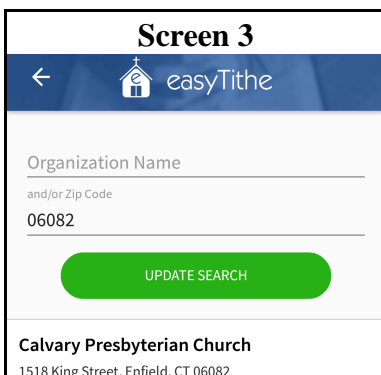 Screen 3
easyTithe
Organization Name
and/or Zip Code
06082
UPDATE SEARCH
Calvary Presbyterian Church
1518 King Street, Enfield, CT 06082